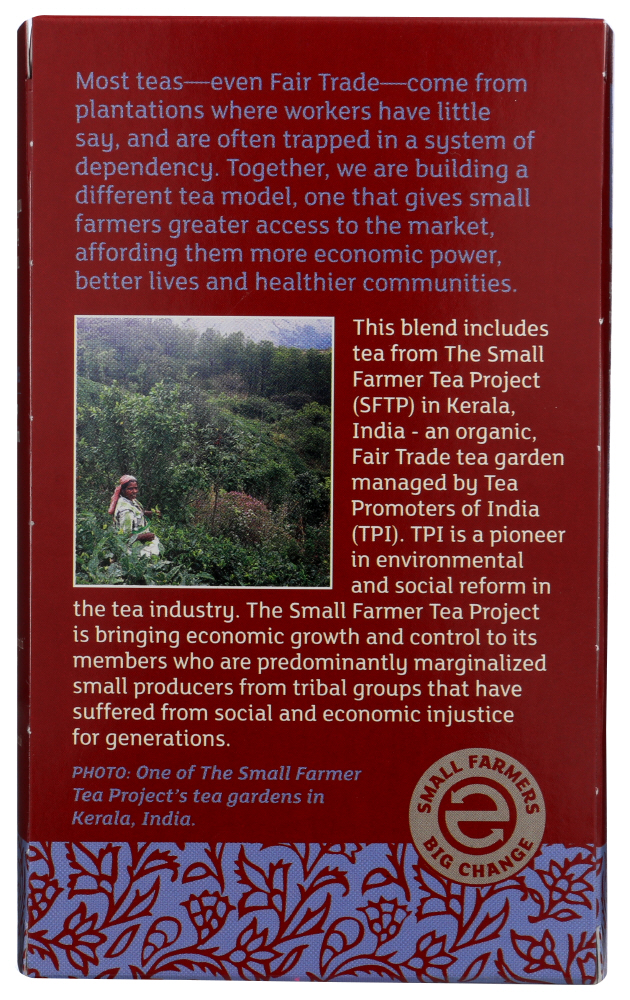 Most teas—even Fair Trade—come from
plantations where workers have little
say, and are often trapped in a system of
dependency. Together, we are building a
different tea model, one that gives small
farmers greater access to the market,
affording them more economic power,
better lives and healthier communities.
This blend includes
tea from The Small
Farmer Tea Project
(SFTP) in Kerala,
India - an organic,
Fair Trade tea garden
managed by Tea
Promoters of India
(TPI). TPI is a pioneer
in environmental
and social reform in
the tea industry. The Small Farmer Tea Project
is bringing economic growth and control to its
members who are predominantly marginalized
small producers from tribal groups that have
suffered from social and economic injustice
for generations.
PHOTO: One of The Small Farmer
Tea Project's tea gardens in
Kerala, India.
SMALL FARMERS
BIG CHANGE